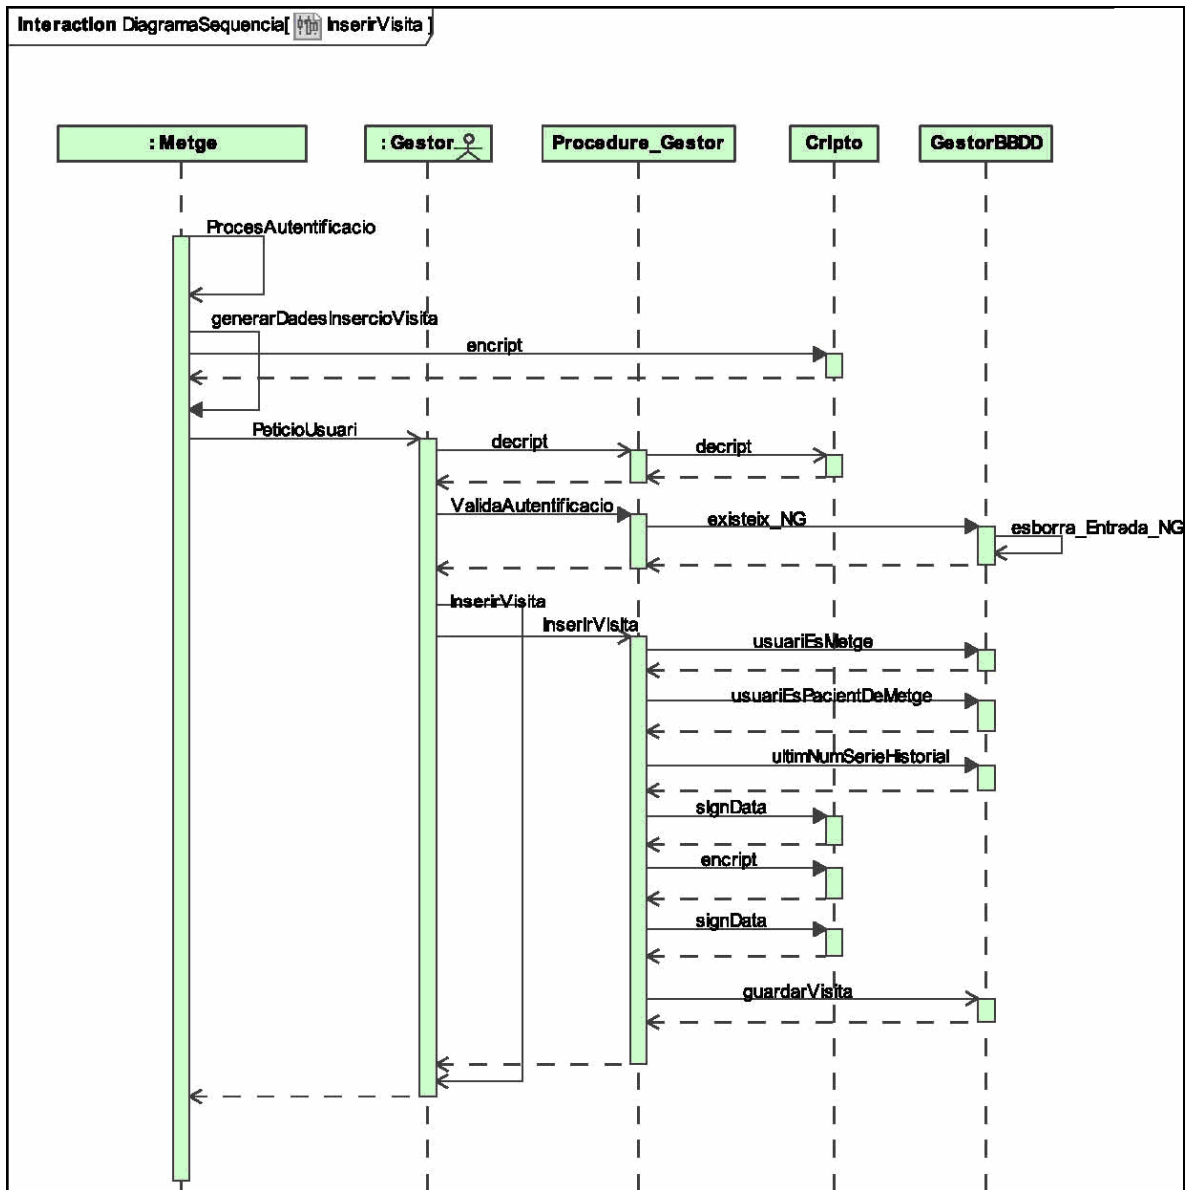 Interaction DiagramaSequencia[ InserirVisita ]
: Metge
: Gestor
Procedure_Gestor
Cripto
GestorBBDD
ProcesAutentificacio
generarDadesInsercioVisita
encript
PeticioUsuari
decript
decript
ValidaAutentificacio
existeix_NG
esborra_Entrada_NG
InserirVisita
InserirVisita
usuariEsMetge
usuariEsPacientDeMetge
ultimNumSerieHistorial
signData
encript
signData
guardarVisita